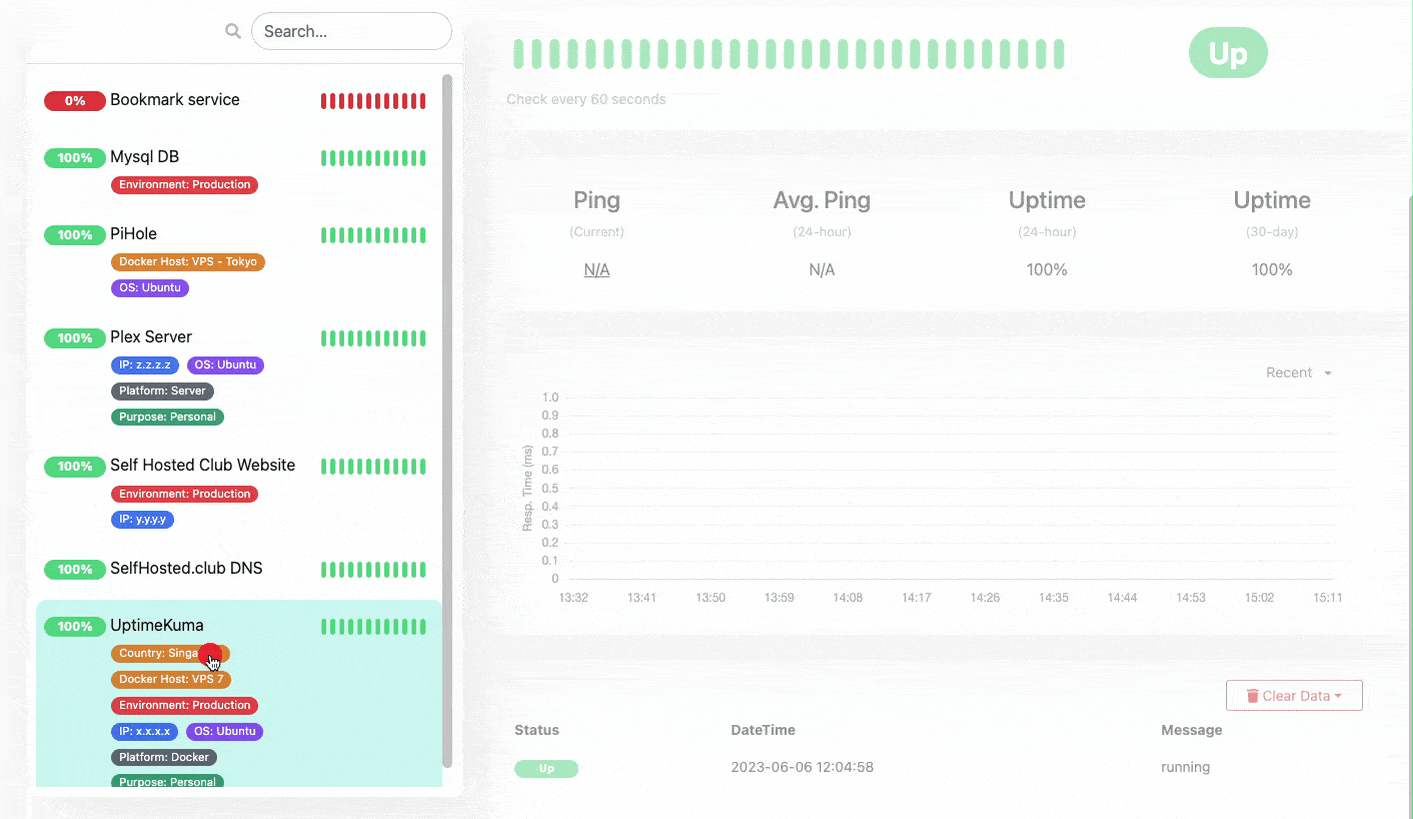 Search...
0% Bookmark service
100% Mysql DB
Environment: Production
100% PiHole
Docker Host: VPS - Tokyo
OS: Ubuntu
100% Plex Server
IP: z.z.z.z OS: Ubuntu
Platform: Server
Purpose: Personal
100% Self Hosted Club Website
Environment: Production
IP: y.y.y.y
100% SelfHosted.club DNS
100% UptimeKuma
Country: Singa
Docker Host: VPS 7
Environment: Production
IP: x.x.x.x OS: Ubuntu
Platform: Docker
Purpose: Personal
Up
Check every 60 seconds
Ping Avg. Ping Uptime Uptime
(Current) (24-hour) (24-hour) (30-day)
N/A N/A 100% 100%
Recent
Resp. Time (ms)
1.0
0.9
0.8
0.7
0.6
0.5
0.4
0.3
0.2
0.1
0
13:32 13:41 13:50 13:59 14:08 14:17 14:26 14:35 14:44 14:53 15:02 15:11
Clear Data
Status DateTime Message
Up 2023-06-06 12:04:58 running